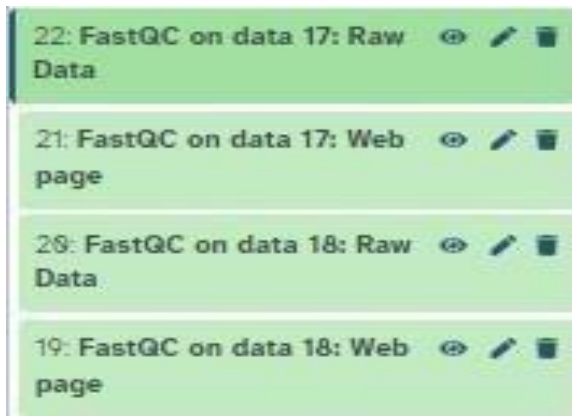 22: FastQC on data 17: Raw
Data
21: FastQC on data 17: Web
page
20: FastQC on data 18: Raw
Data
19: FastQC on data 18: Web
page